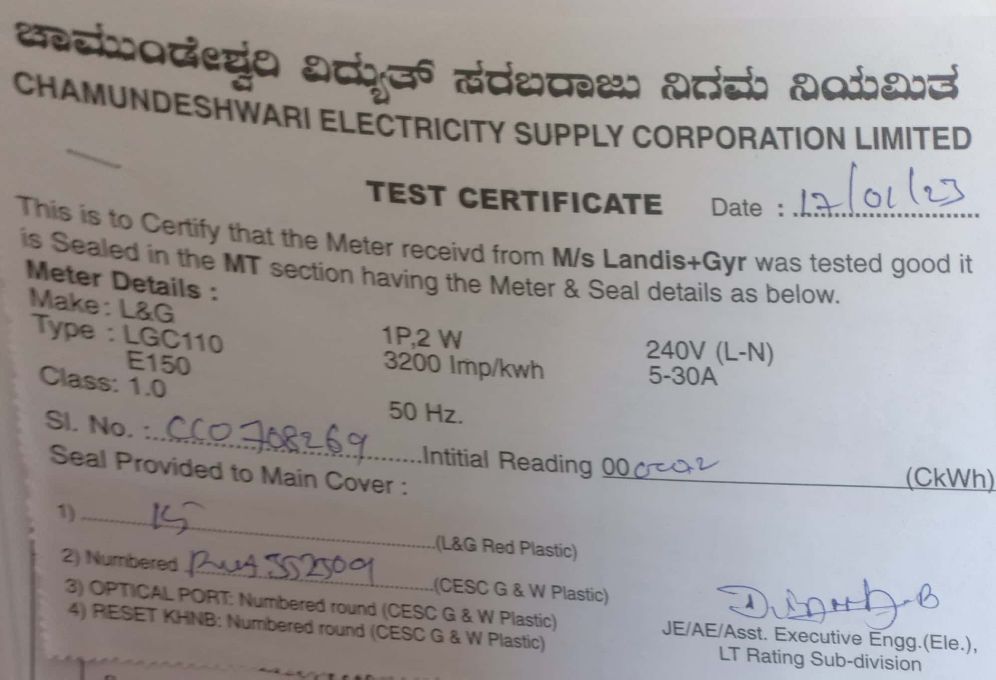 ಚಾಮುಂಡೇಶ್ವರಿ ವಿದ್ಯುತ್ ಸರಬರಾಜು ನಿಗಮ ನಿಯಮಿತ
CHAMUNDESHWARI ELECTRICITY SUPPLY CORPORATION LIMITED
TEST CERTIFICATE Date : 17/01/23
This is to Certify that the Meter receivd from M/s Landis+Gyr was tested good it
is Sealed in the MT section having the Meter & Seal details as below.
Meter Details :
Make : L&G
Type : LGC110 1P,2 W 240V (L-N)
E150 3200 Imp/kwh 5-30A
Class: 1.0 50 Hz.
Sl. No. : CC0708269 Intitial Reading 00 (CkWh)
Seal Provided to Main Cover :
1) (L&G Red Plastic)
2) Numbered (CESC G & W Plastic)
3) OPTICAL PORT: Numbered round (CESC G & W Plastic)
4) RESET KHNB: Numbered round (CESC G & W Plastic)
JE/AE/Asst. Executive Engg.(Ele.),
LT Rating Sub-division